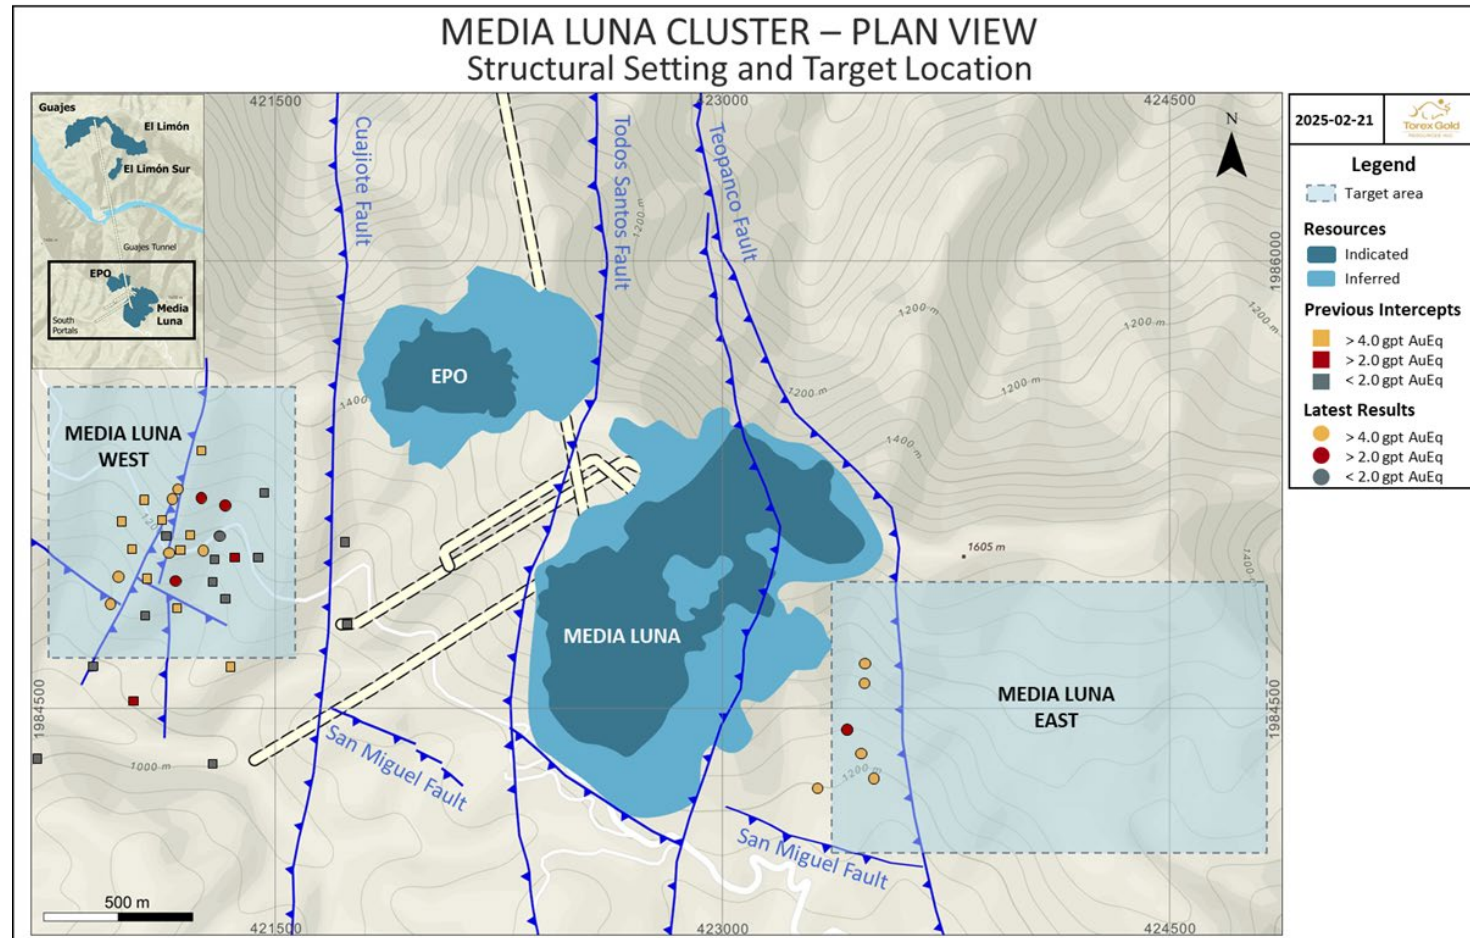 MEDIA LUNA CLUSTER – PLAN VIEW
Structural Setting and Target Location
421500
423000
424500
Guajes
El Limón
El Limón Sur
Guajes Tunnel
EPO
Media
Luna
South
Portals
Cuajiote Fault
Todos Santos Fault
Teopanco Fault
1200 m
N
1986000
1200 m
1200 m
1200 m
1200 m
1200 m
1400
1400 m
1400 m
EPO
MEDIA LUNA
WEST
120
1605 m
MEDIA LUNA
MEDIA LUNA
EAST
1984500
1984500
1000 m
1200 m
San Miguel Fault
San Miguel Fault
500 m
421500
423000
424500
2025-02-21
Torex Gold
Legend
Target area
Resources
Indicated
Inferred
Previous Intercepts
> 4.0 gpt AuEq
> 2.0 gpt AuEq
< 2.0 gpt AuEq
Latest Results
> 4.0 gpt AuEq
> 2.0 gpt AuEq
< 2.0 gpt AuEq